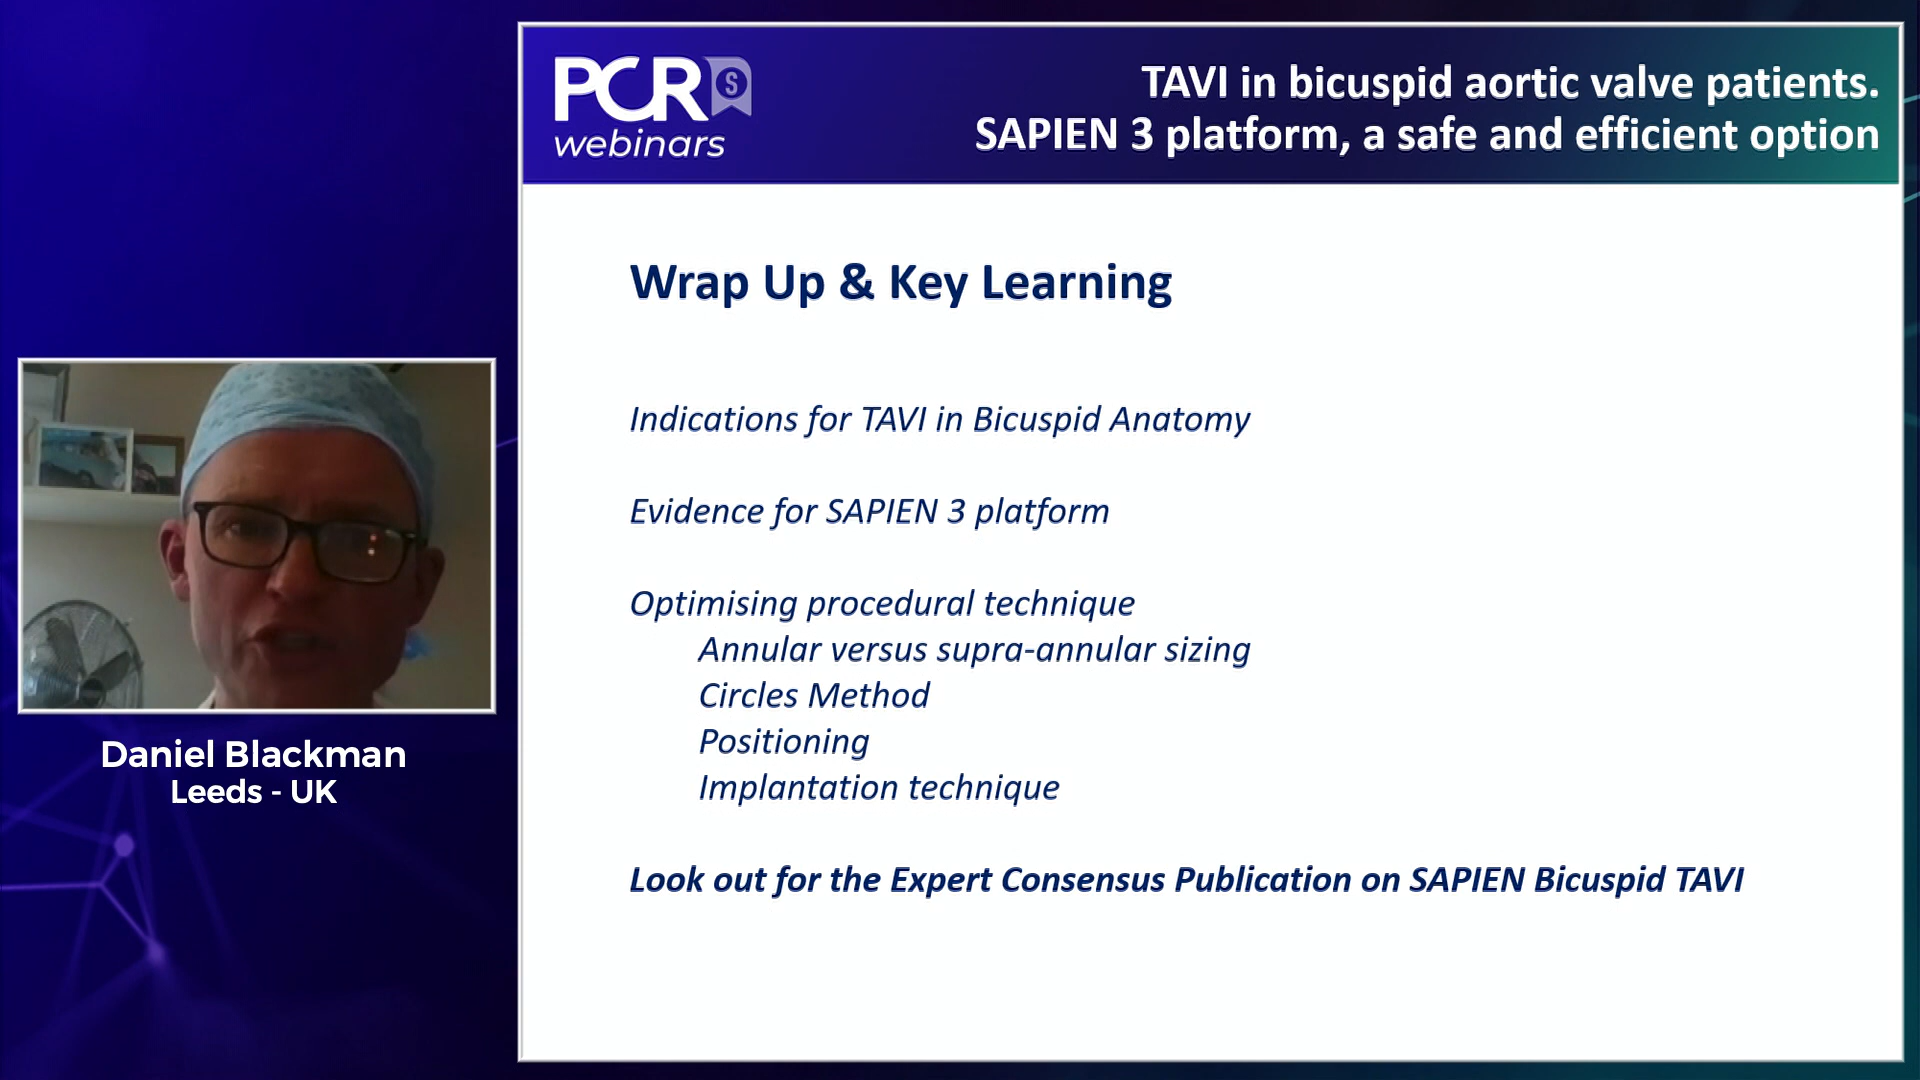 PCR S
webinars
TAVI in bicuspid aortic valve patients.
SAPIEN 3 platform, a safe and efficient option
Wrap Up & Key Learning
Indications for TAVI in Bicuspid Anatomy
Evidence for SAPIEN 3 platform
Optimising procedural technique
Annular versus supra-annular sizing
Circles Method
Positioning
Implantation technique
Look out for the Expert Consensus Publication on SAPIEN Bicuspid TAVI
Daniel Blackman
Leeds - UK